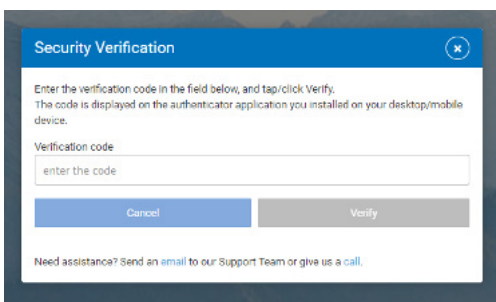 Security Verification
Enter the verification code in the field below, and tap/click Verify.
The code is displayed on the authenticator application you installed on your desktop/mobile
device.
Verification code
enter the code
Cancel
Verify
Need assistance? Send an email to our Support Team or give us a call.